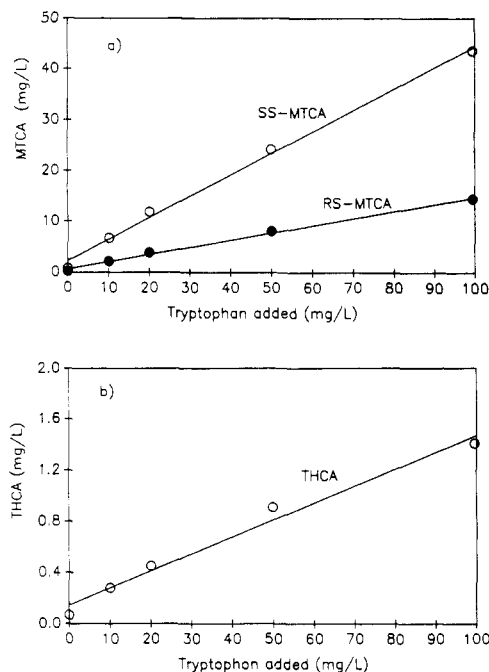 a)
MTCA (mg/L)
50
40
30
20
10
0
SS-MTCA
RS-MTCA
0 10 20 30 40 50 60 70 80 90 100
Tryptophan added (mg/L)
b)
THCA (mg/L)
2.0
1.6
1.2
0.8
0.4
0.0
THCA
0 10 20 30 40 50 60 70 80 90 100
Tryptophan added (mg/L)